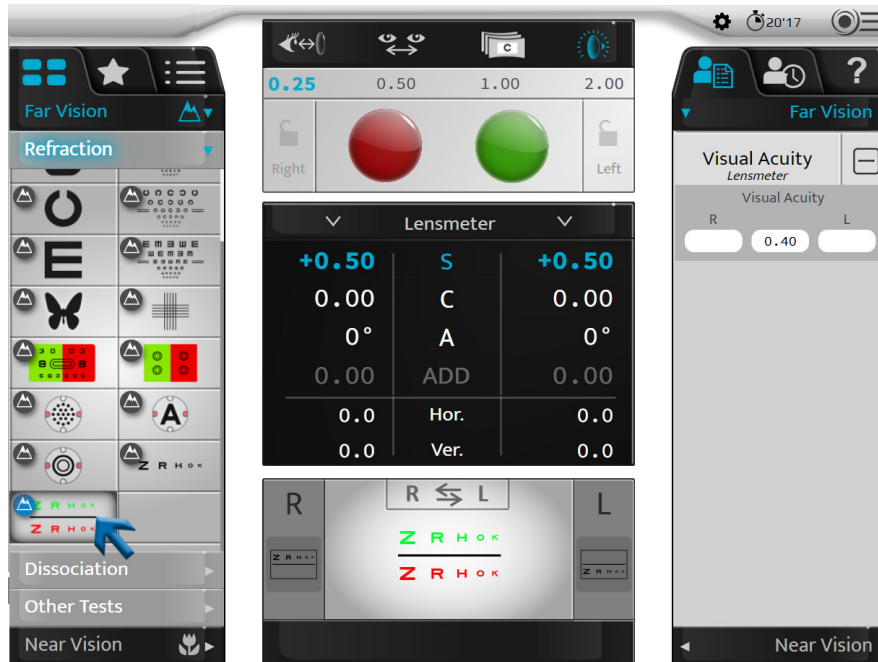 20'17
0.25 0.50 1.00 2.00
Right Left
Far Vision
Refraction
Z R H O K
Z R H O K
Z R H O K
A
Dissociation
Other Tests
Near Vision
C
Lensmeter
+0.50 S +0.50
0.00 C 0.00
0° A 0°
0.00 ADD 0.00
0.0 Hor. 0.0
0.0 Ver. 0.0
R R L L
Z R H O K
Z R H O K
Z R H O K
Z R H O K
?
Far Vision
Visual Acuity
Lensmeter
Visual Acuity
R L
0.40
Near Vision